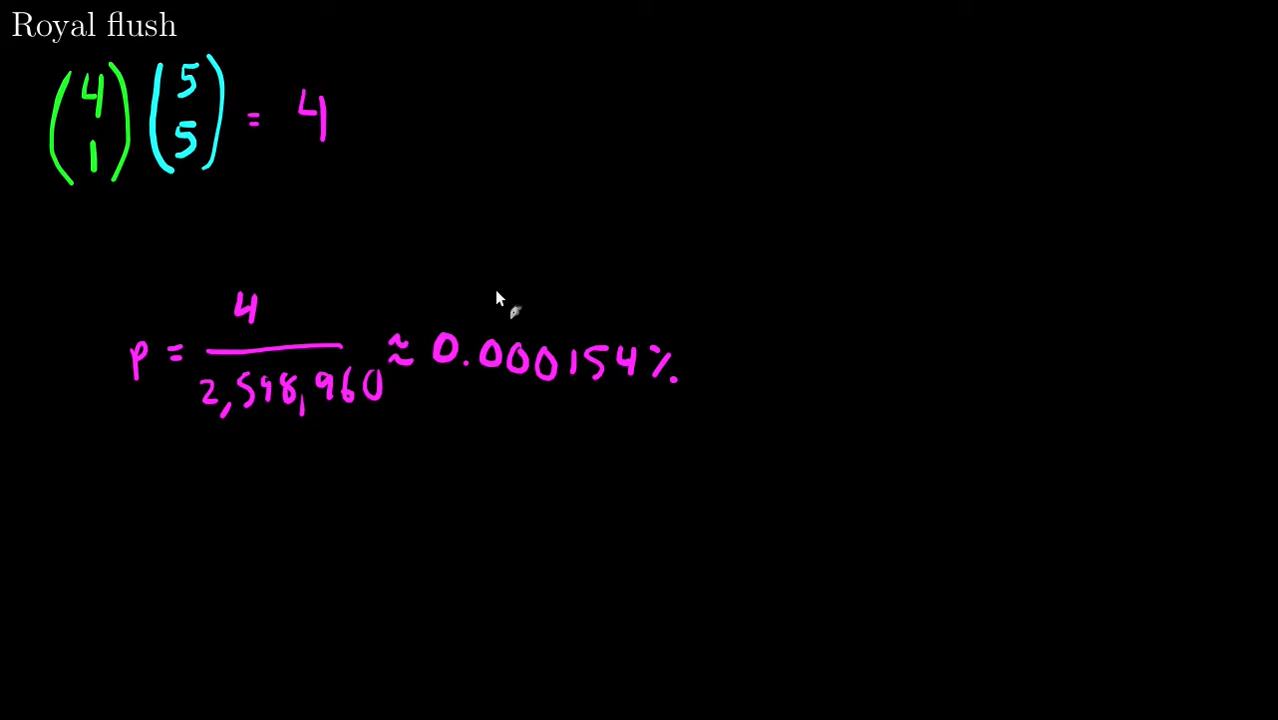 Royal flush
(4 1) (5 5) = 4
p = 4 / 2,598,960 ≈ 0.000154%